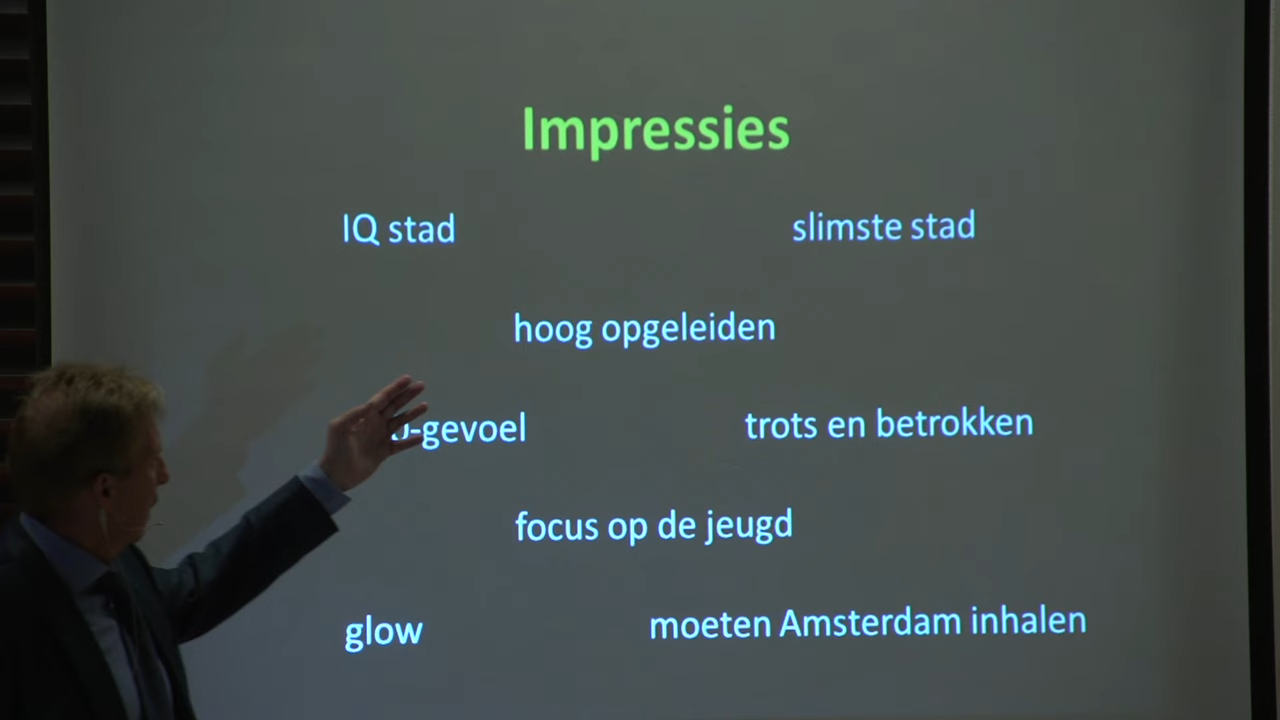 Impressies
IQ stad
slimste stad
hoog opgeleiden
-gevoel
trots en betrokken
focus op de jeugd
glow
moeten Amsterdam inhalen